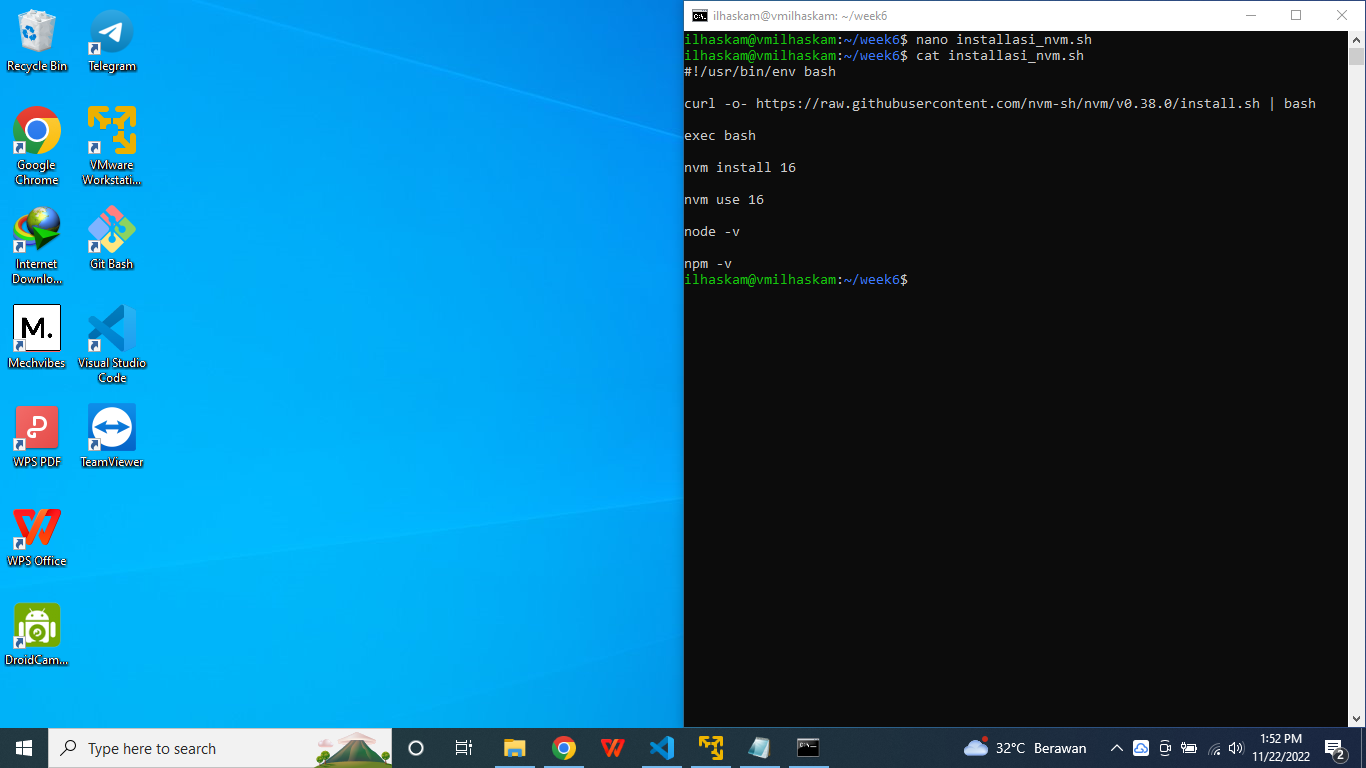 Recycle Bin
Telegram
Google
Chrome
VMware
Workstati...
Internet
Downlo...
Git Bash
M.
Mechvibes
Visual Studio
Code
WPS PDF
TeamViewer
WPS Office
DroidCam...
C:\.
ilhaskam@vmilhaskam: ~/week6
ilhaskam@vmilhaskam:~/week6$ nano installasi_nvm.sh
ilhaskam@vmilhaskam:~/week6$ cat installasi_nvm.sh
#!/usr/bin/env bash
curl -o- https://raw.githubusercontent.com/nvm-sh/nvm/v0.38.0/install.sh | bash
exec bash
nvm install 16
nvm use 16
node -v
npm -v
ilhaskam@vmilhaskam:~/week6$
Type here to search
32°C Berawan
1:52 PM
11/22/2022
2